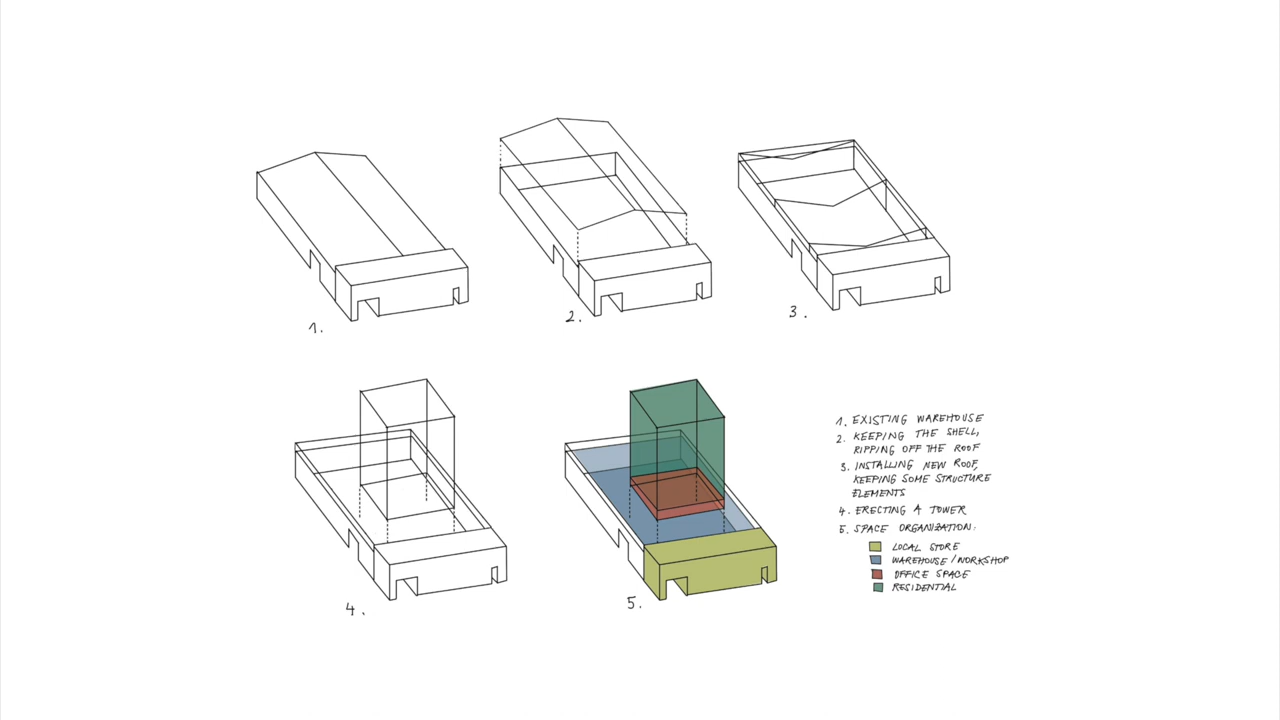 1.
2.
3.
4.
5.
1. EXISTING WAREHOUSE
2. KEEPING THE SHELL,
RIPPING OFF THE ROOF
3. INSTALLING NEW ROOF,
KEEPING SOME STRUCTURE
ELEMENTS
4. ERECTING A TOWER
5. SPACE ORGANIZATION:
LOCAL STORE
WAREHOUSE/WORKSHOP
OFFICE SPACE
RESIDENTIAL